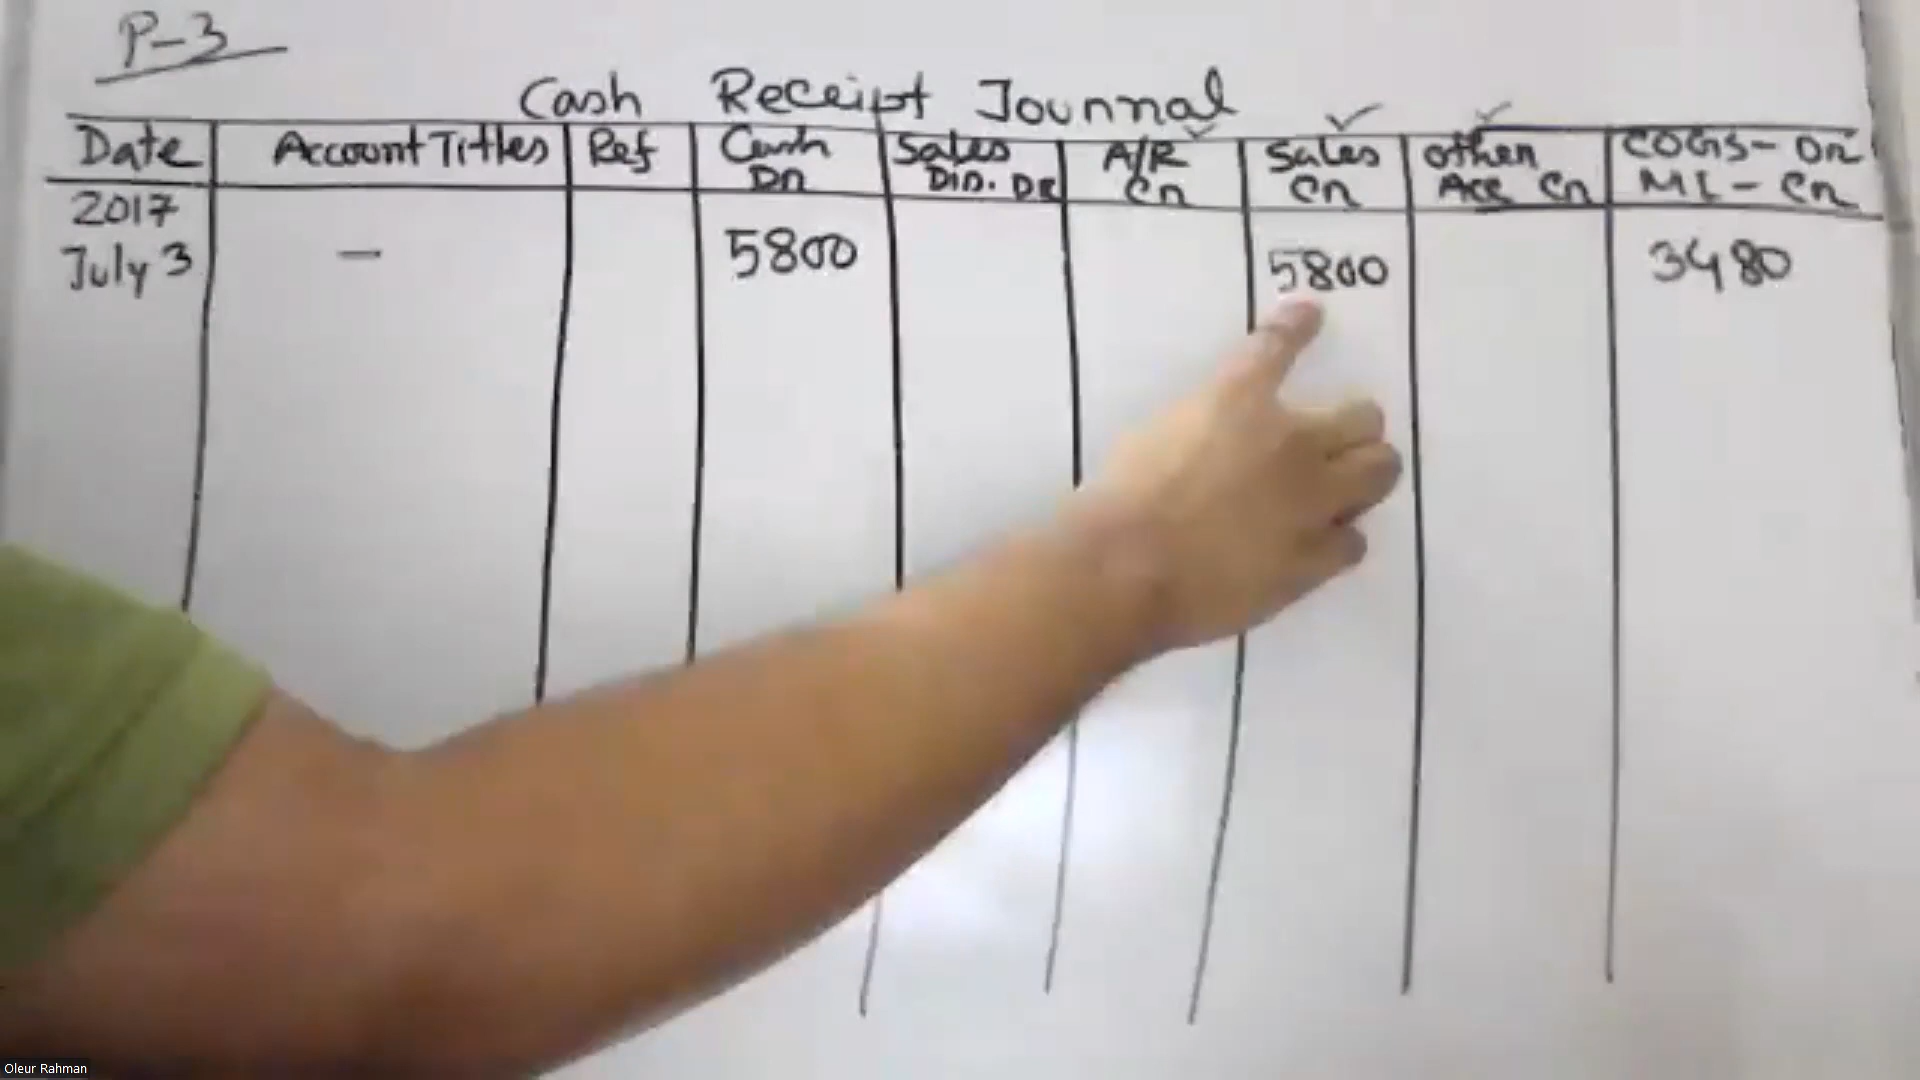 P-3
Cash Receipt Journal
Date Account Titles Ref Cash Dr Sales Dis. Dr A/R Cr Sales Cr other Acc Cr COGS - Dr MI - Cr
2017
July 3 — 5800 5800 3480
Oleur Rahman